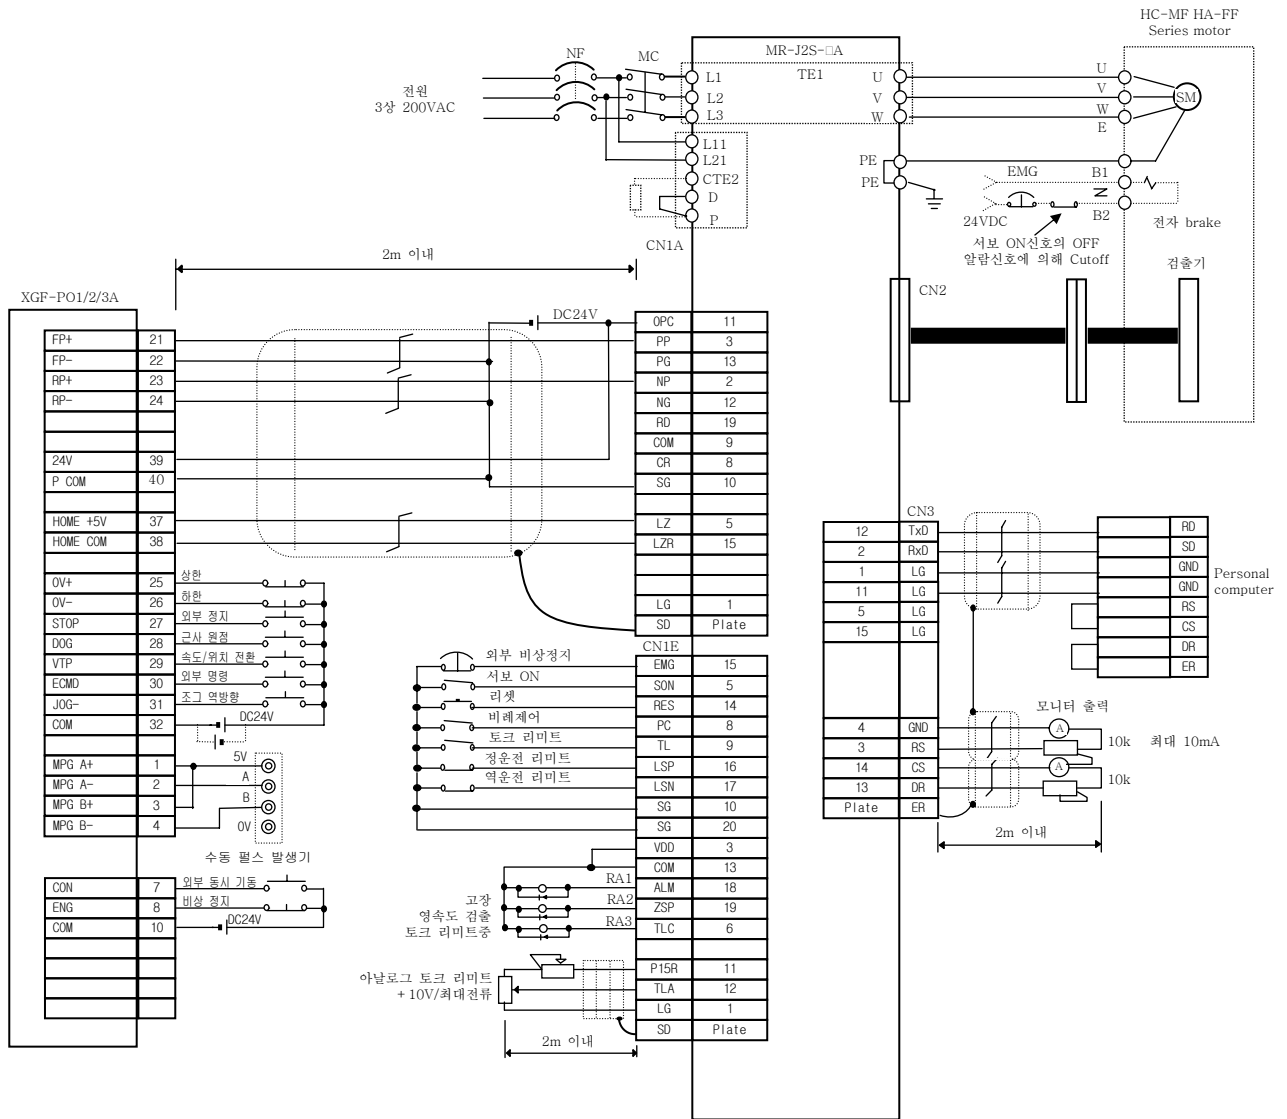 HC-MF HA-FF
Series motor
MR-J2S-□A
NF
MC
TE1
전원
3상 200VAC
L1
L2
L3
L11
L21
CTE2
D
P
U
V
W
PE
PE
U
V
W
E
SM
EMG
B1
B2
24VDC
전자 brake
서보 ON신호의 OFF
알람신호에 의해 Cutoff
검출기
CN2
CN1A
2m 이내
XGF-PO1/2/3A
DC24V
FP+ 21
FP- 22
RP+ 23
RP- 24
24V 39
P COM 40
HOME +5V 37
HOME COM 38
OV+ 25 상한
OV- 26 하한
STOP 27 외부 정지
DOG 28 근사 원점
VTP 29 속도/위치 전환
ECMD 30 외부 명령
JOG- 31 조그 역방향
COM 32 DC24V
MPG A+ 1 5V
MPG A- 2 A
MPG B+ 3 B
MPG B- 4 0V
수동 펄스 발생기
CON 7 외부 동시 기동
ENG 8 비상 정지
COM 10 DC24V
OPC 11
PP 3
PG 13
NP 2
NG 12
RD 19
COM 9
CR 8
SG 10
LZ 5
LZR 15
LG 1
SD Plate
CN1E
외부 비상정지 EMG 15
서보 ON SON 5
리셋 RES 14
비례제어 PC 8
토크 리미트 TL 9
정운전 리미트 LSP 16
역운전 리미트 LSN 17
SG 10
SG 20
VDD 3
COM 13
고장 RA1 ALM 18
영속도 검출 RA2 ZSP 19
토크 리미트중 RA3 TLC 6
아날로그 토크 리미트
+10V/최대전류
P15R 11
TLA 12
LG 1
SD Plate
2m 이내
CN3
12 TxD
2 RxD
1 LG
11 LG
5 LG
15 LG
4 GND
3 RS
14 CS
13 DR
Plate ER
RD
SD
GND
GND
RS
CS
DR
ER
Personal
computer
모니터 출력
A
10k 최대 10mA
A
10k
2m 이내